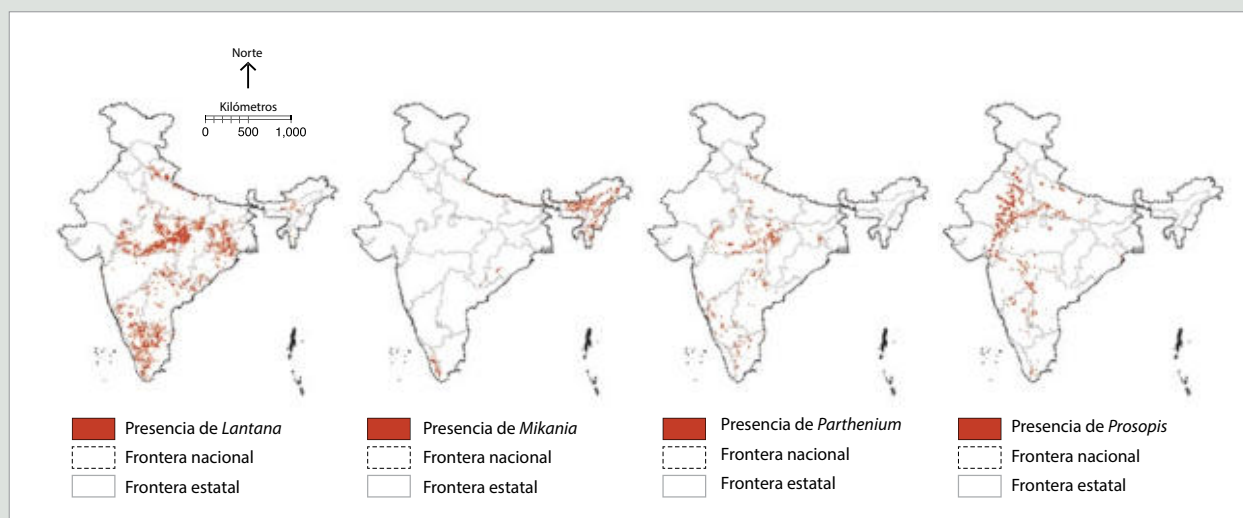 Norte
Kilómetros
0 500 1,000
Presencia de Lantana
Frontera nacional
Frontera estatal
Presencia de Mikania
Frontera nacional
Frontera estatal
Presencia de Parthenium
Frontera nacional
Frontera estatal
Presencia de Prosopis
Frontera nacional
Frontera estatal